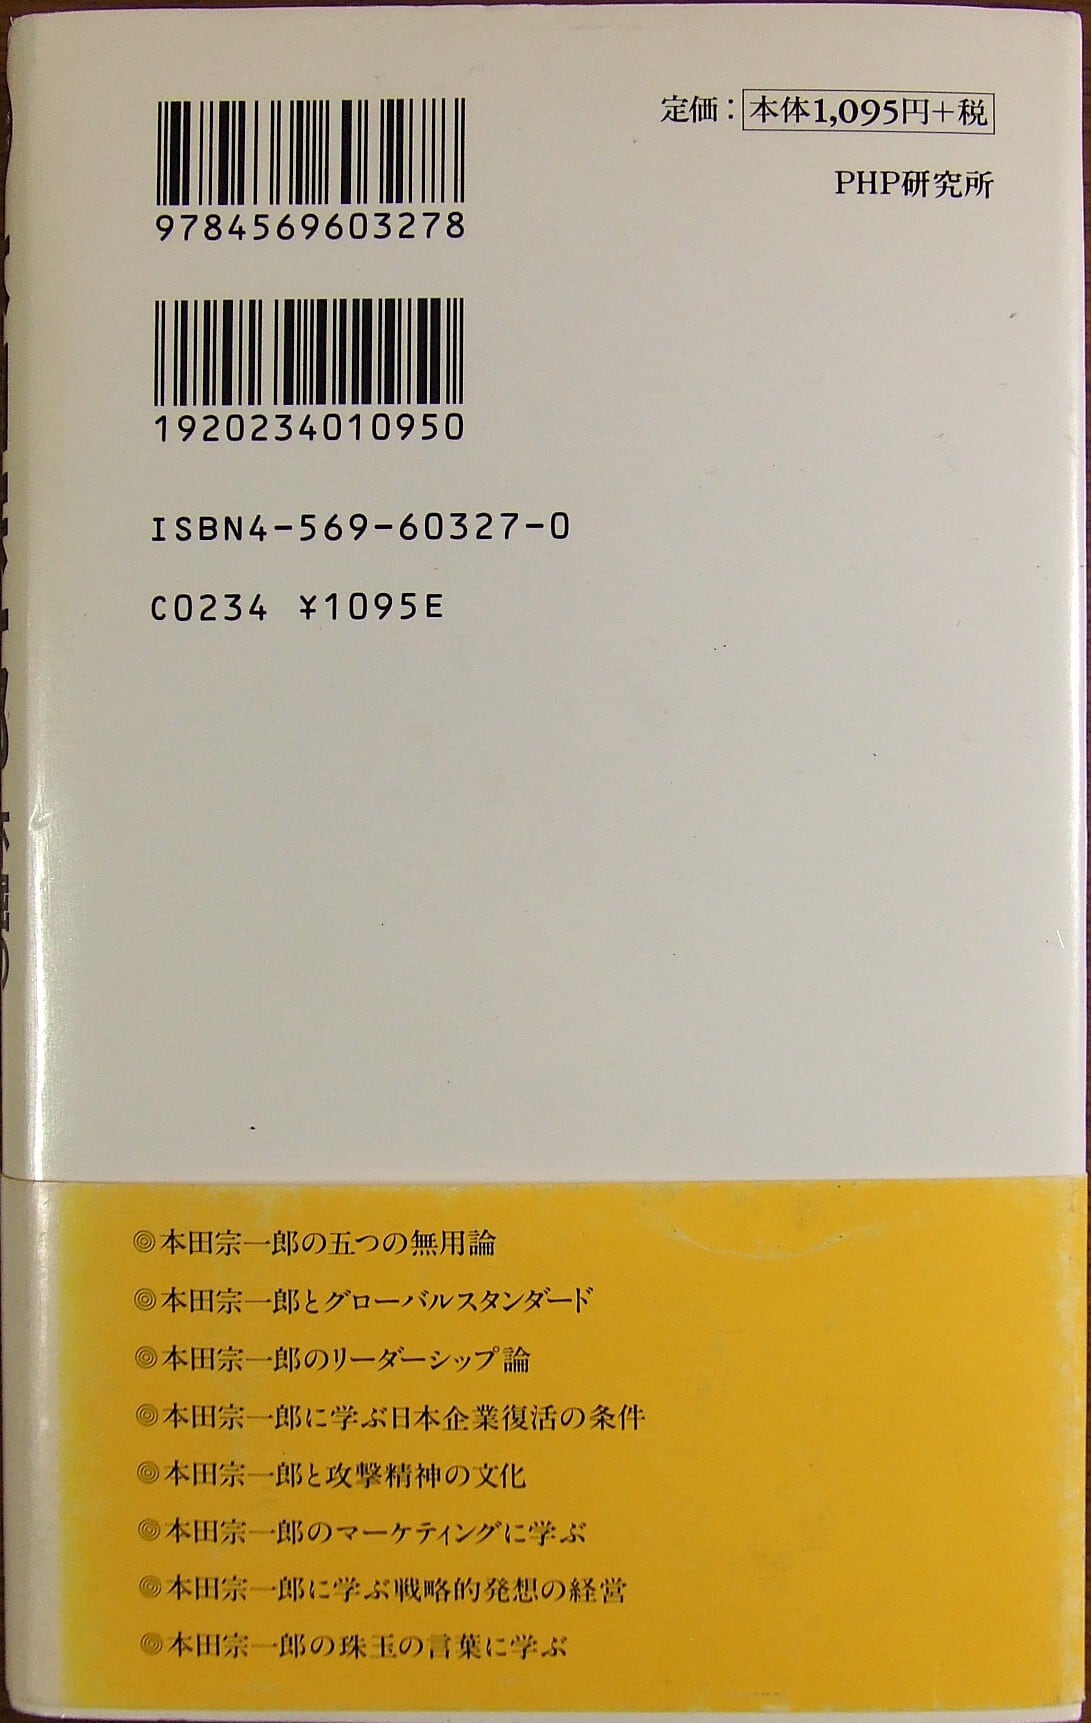 9784569603278
1920234010950
ISBN4-569-60327-0
C0234 ¥1095E
定価：本体1,095円+税
PHP研究所
◎本田宗一郎の五つの無用論
◎本田宗一郎とグローバルスタンダード
◎本田宗一郎のリーダーシップ論
◎本田宗一郎に学ぶ日本企業復活の条件
◎本田宗一郎と攻撃精神の文化
◎本田宗一郎のマーケティングに学ぶ
◎本田宗一郎に学ぶ戦略的発想の経営
◎本田宗一郎の珠玉の言葉に学ぶ